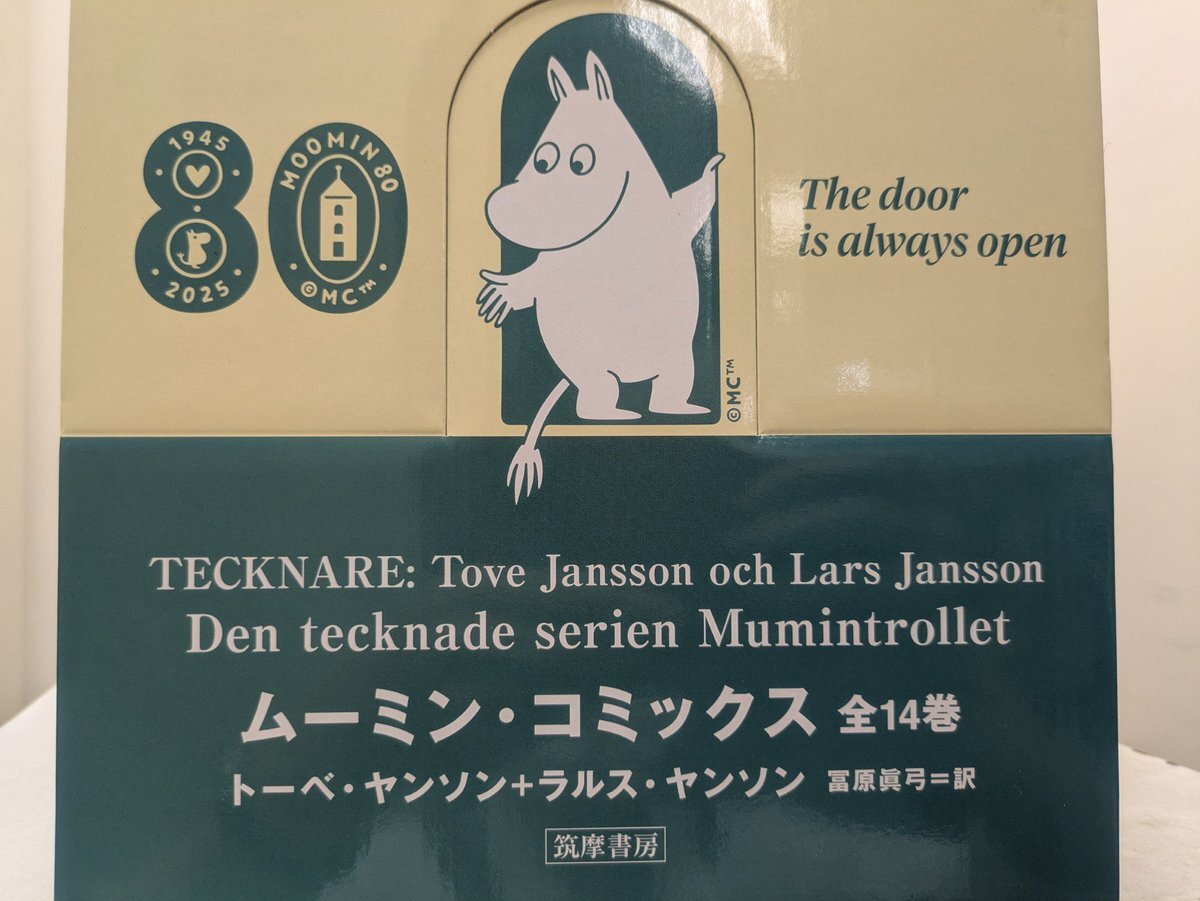 1945
2025
MOOMIN 80
©MC™
The door
is always open
©MC™
TECKNARE: Tove Jansson och Lars Jansson
Den tecknade serien Mumintrollet
ムーミン・コミックス 全14巻
トーベ・ヤンソン+ラルス・ヤンソン 冨原眞弓=訳
筑摩書房